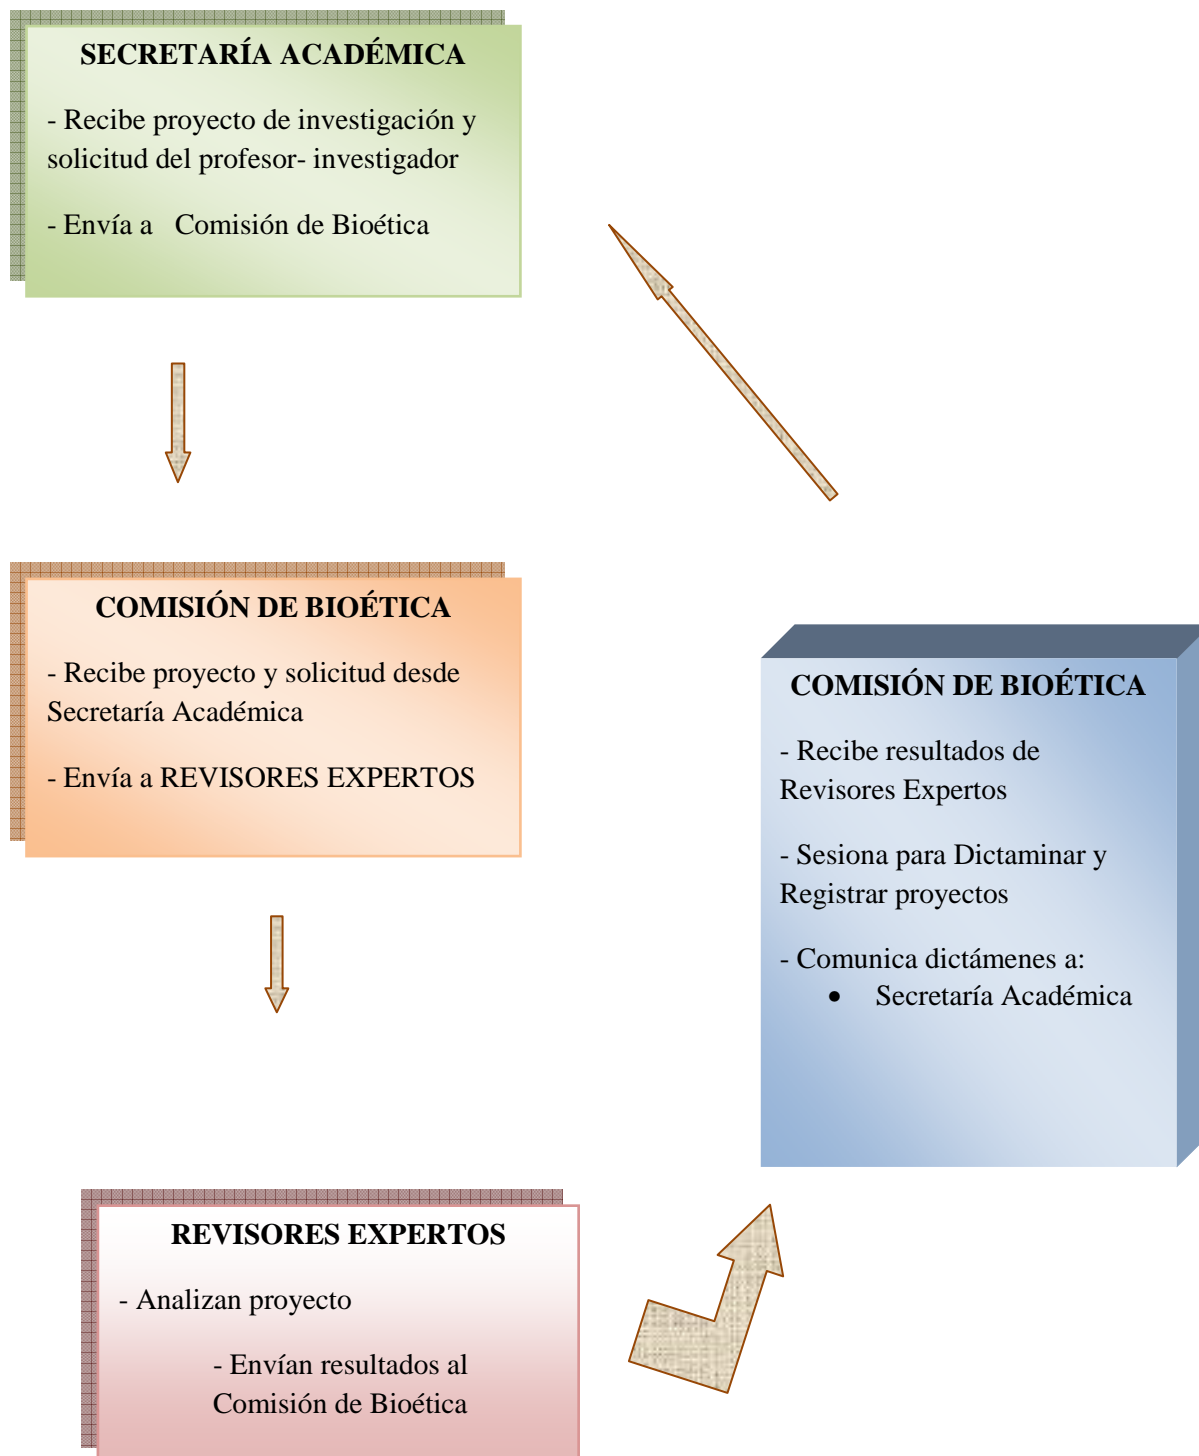 SECRETARÍA ACADÉMICA
- Recibe proyecto de investigación y
solicitud del profesor- investigador
- Envía a   Comisión de Bioética
COMISIÓN DE BIOÉTICA
- Recibe proyecto y solicitud desde
Secretaría Académica
- Envía a REVISORES EXPERTOS
REVISORES EXPERTOS
- Analizan proyecto
- Envían resultados al
Comisión de Bioética
COMISIÓN DE BIOÉTICA
- Recibe resultados de
Revisores Expertos
- Sesiona para Dictaminar y
Registrar proyectos
- Comunica dictámenes a:
• Secretaría Académica